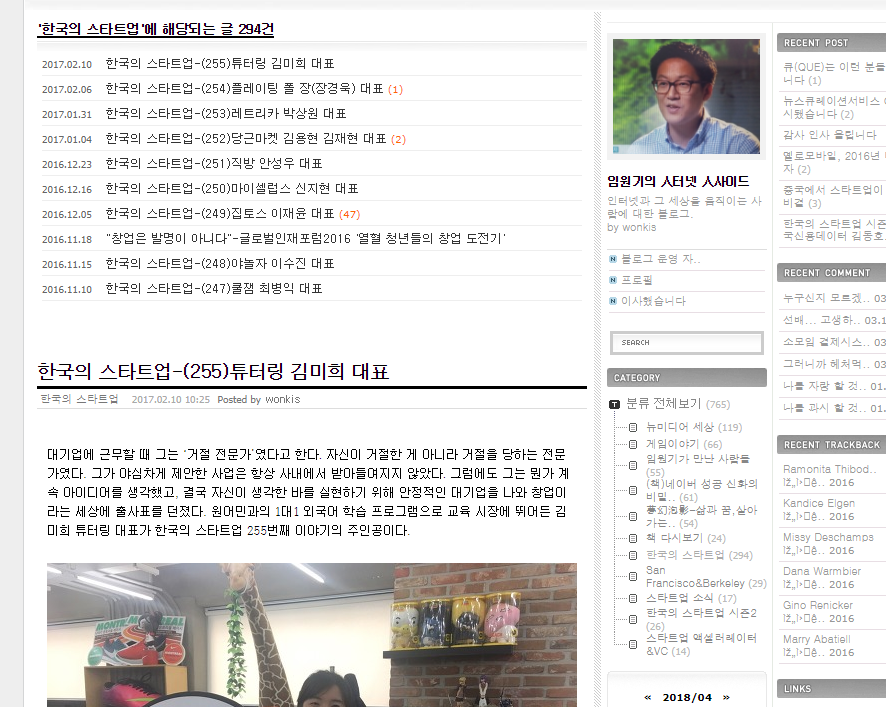 '한국의 스타트업'에 해당되는 글 294건
2017.02.10 한국의 스타트업-(255)튜터링 김미희 대표
2017.02.06 한국의 스타트업-(254)플레이팅 폴 장(장경욱) 대표 (1)
2017.01.31 한국의 스타트업-(253)레트리카 박상원 대표
2017.01.04 한국의 스타트업-(252)당근마켓 김용현 김재현 대표 (2)
2016.12.23 한국의 스타트업-(251)직방 안성우 대표
2016.12.16 한국의 스타트업-(250)마이셀럽스 신지현 대표
2016.12.05 한국의 스타트업-(249)집토스 이재윤 대표 (47)
2016.11.18 "창업은 발명이 아니다"-글로벌인재포럼2016 '열혈 청년들의 창업 도전기'
2016.11.15 한국의 스타트업-(248)야놀자 이수진 대표
2016.11.10 한국의 스타트업-(247)쿨잼 최병익 대표
한국의 스타트업-(255)튜터링 김미희 대표
한국의 스타트업 2017.02.10 10:25 Posted by wonkis
대기업에 근무할 때 그는 '거절 전문가'였다고 한다. 자신이 거절한 게 아니라 거절을 당하는 전문
가였다. 그가 야심차게 제안한 사업은 항상 사내에서 받아들여지지 않았다. 그럼에도 그는 뭔가 계
속 아이디어를 생각했고, 결국 자신이 생각한 바를 실현하기 위해 안정적인 대기업을 나와 창업이
라는 세상에 출사표를 던졌다. 원어민과의 1대1 외국어 학습 프로그램으로 교육 시장에 뛰어든 김
미희 튜터링 대표가 한국의 스타트업 255번째 이야기의 주인공이다.
임원기의 人터넷 人사이드
인터넷과 그 세상을 움직이는 사
람에 대한 블로그.
by wonkis
블로그 운영 자..
프로필
이사했습니다
SEARCH
CATEGORY
분류 전체보기 (765)
뉴미디어 세상 (119)
게임이야기 (66)
임원기가 만난 사람들
(55)
(책)네이버 성공 신화의
비밀.. (61)
夢幻泡影-삶과 꿈,살아
가는.. (54)
책 다시보기 (24)
한국의 스타트업 (294)
San
Francisco&Berkeley (29)
스타트업 소식 (17)
한국의 스타트업 시즌2
(26)
스타트업 액설러레이터
&VC (14)
« 2018/04 »
RECENT POST
큐(QUE)는 이런 분들
니다 (1)
뉴스큐레이션서비스
시됐습니다 (2)
감사 인사 올립니다
옐로모바일, 2016년
자 (2)
중국에서 스타트업이
비결 (3)
한국의 스타트업 시즌
국신용데이터 김동호
RECENT COMMENT
누구신지 모르겠.. 03
선배... 고생하.. 03.1
소모임 결제시스.. 03
그러니까 헤쳐먹.. 03
나를 자랑 할 것.. 01.
나를 과시 할 것.. 01
RECENT TRACKBACK
Ramonita Thibod..
2016
Kandice Elgen
2016
Missy Deschamps
2016
Dana Warmbier
2016
Gino Renicker
2016
Marry Abatiell
2016
LINKS